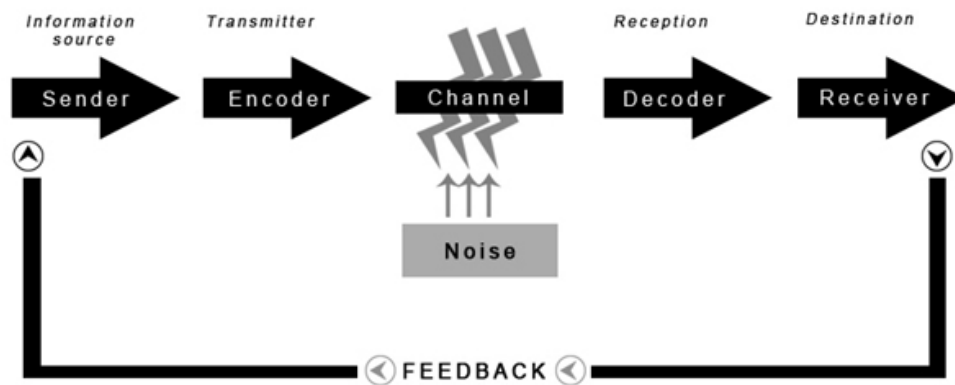 Information
source
Transmitter
Reception
Destination
Sender
Encoder
Channel
Decoder
Receiver
Noise
FEEDBACK